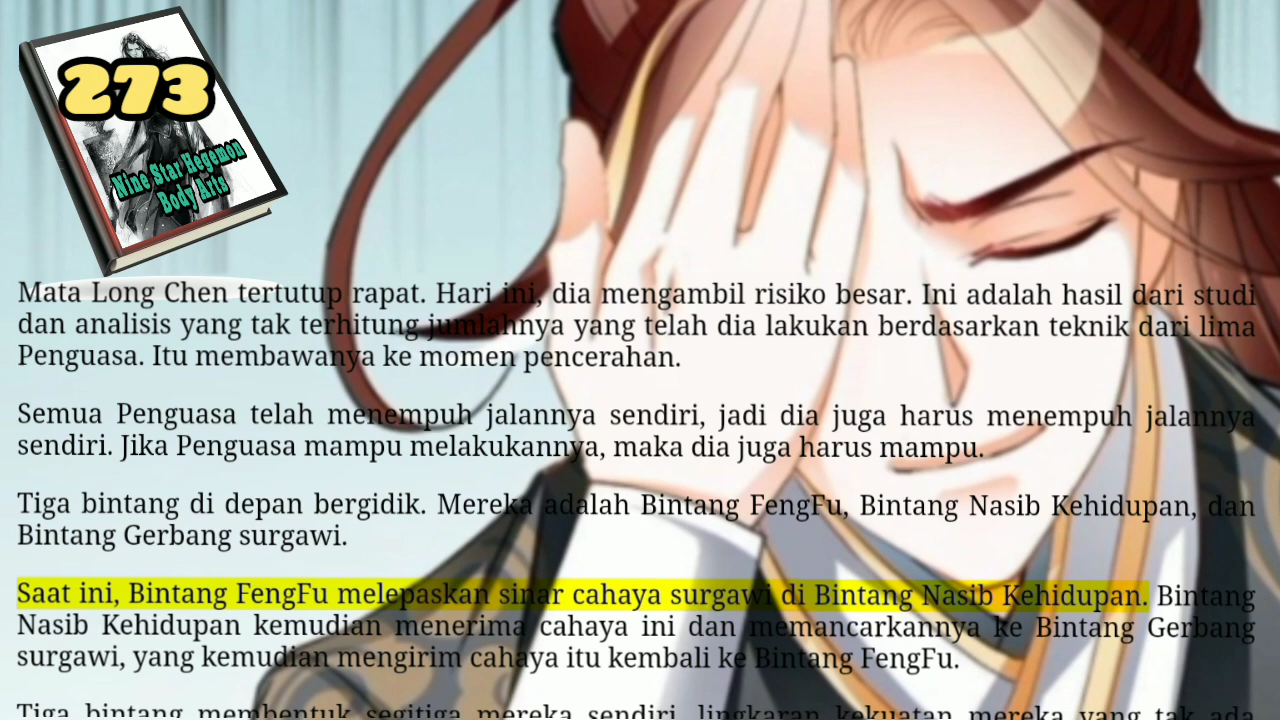 273
Nine Star Hegemon
Body Arts
Mata Long Chen tertutup rapat. Hari ini, dia mengambil risiko besar. Ini adalah hasil dari studi
dan analisis yang tak terhitung jumlahnya yang telah dia lakukan berdasarkan teknik dari lima
Penguasa. Itu membawanya ke momen pencerahan.
Semua Penguasa telah menempuh jalannya sendiri, jadi dia juga harus menempuh jalannya
sendiri. Jika Penguasa mampu melakukannya, maka dia juga harus mampu.
Tiga bintang di depan bergidik. Mereka adalah Bintang FengFu, Bintang Nasib Kehidupan, dan
Bintang Gerbang surgawi.
Saat ini, Bintang FengFu melepaskan sinar cahaya surgawi di Bintang Nasib Kehidupan. Bintang
Nasib Kehidupan kemudian menerima cahaya ini dan memancarkannya ke Bintang Gerbang
surgawi, yang kemudian mengirim cahaya itu kembali ke Bintang FengFu.
Tiga bintang membentuk segitiga mereka sendiri, lingkaran kekuatan mereka yang tak ada